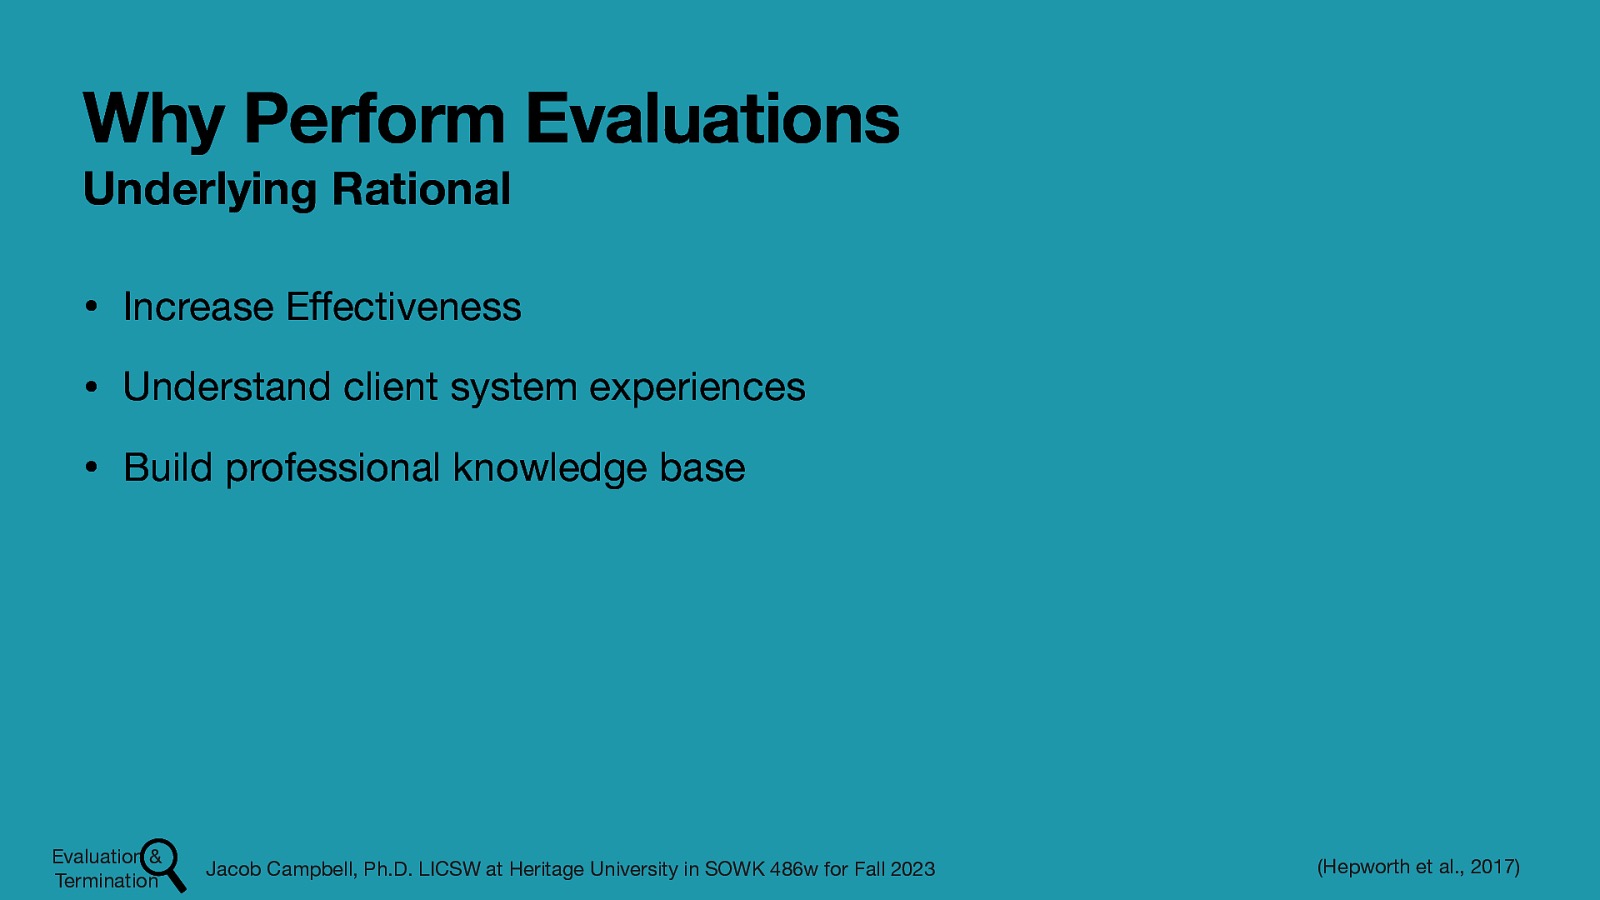 Why Perform Evaluations
Underlying Rational
• Increase Effectiveness
• Understand client system experiences
• Build professional knowledge base
Evaluation &
Termination
Jacob Campbell, Ph.D. LICSW at Heritage University in SOWK 486w for Fall 2023
(Hepworth et al., 2017)